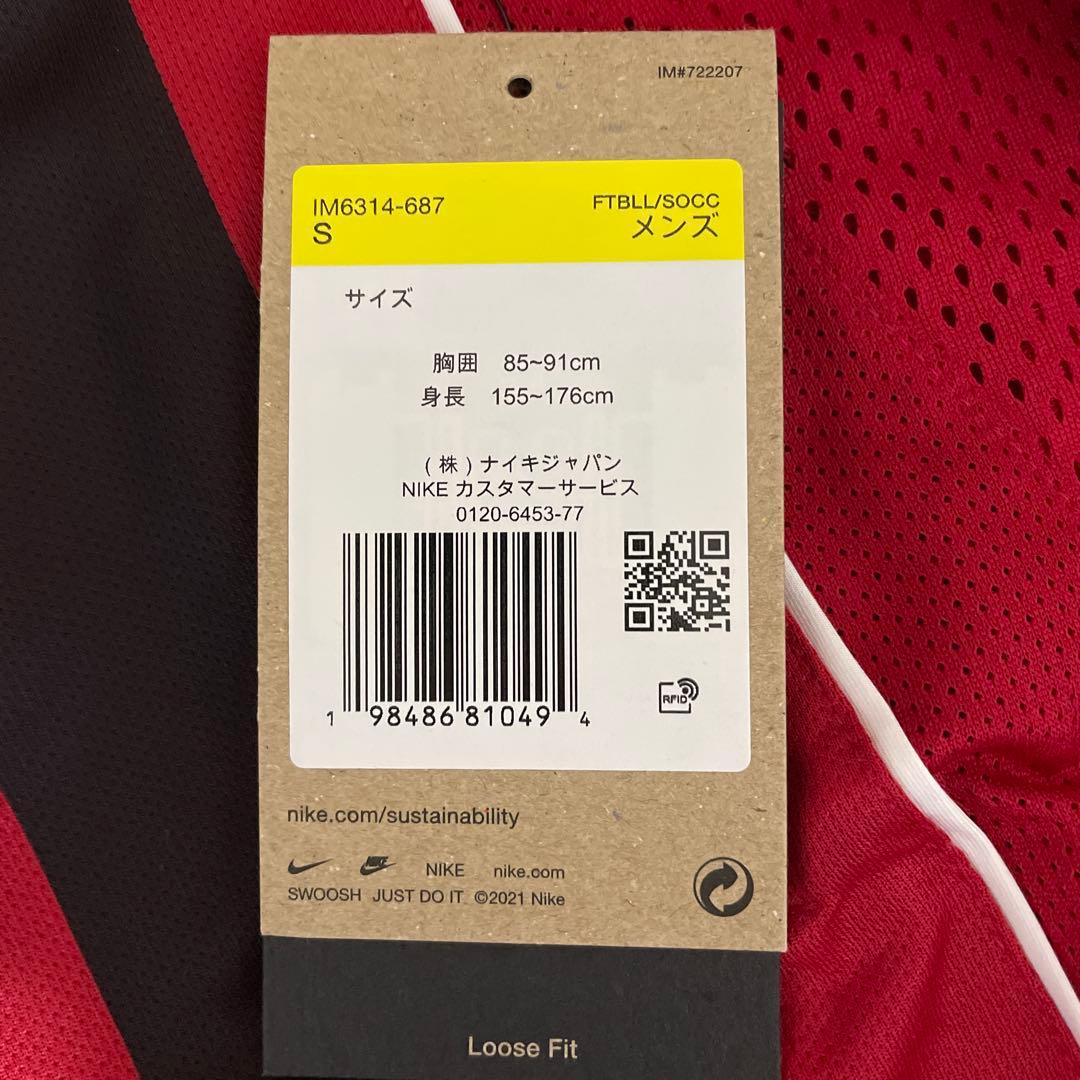 IM#722207
IM6314-687
FTBLL/SOCC
S
メンズ
サイズ
胸囲 85~91cm
身長 155~176cm
(株)ナイキジャパン
NIKE カスタマーサービス
0120-6453-77
1 98486 81049 4
RFID
nike.com/sustainability
NIKE NIKE nike.com
SWOOSH JUST DO IT ©2021 Nike
Loose Fit